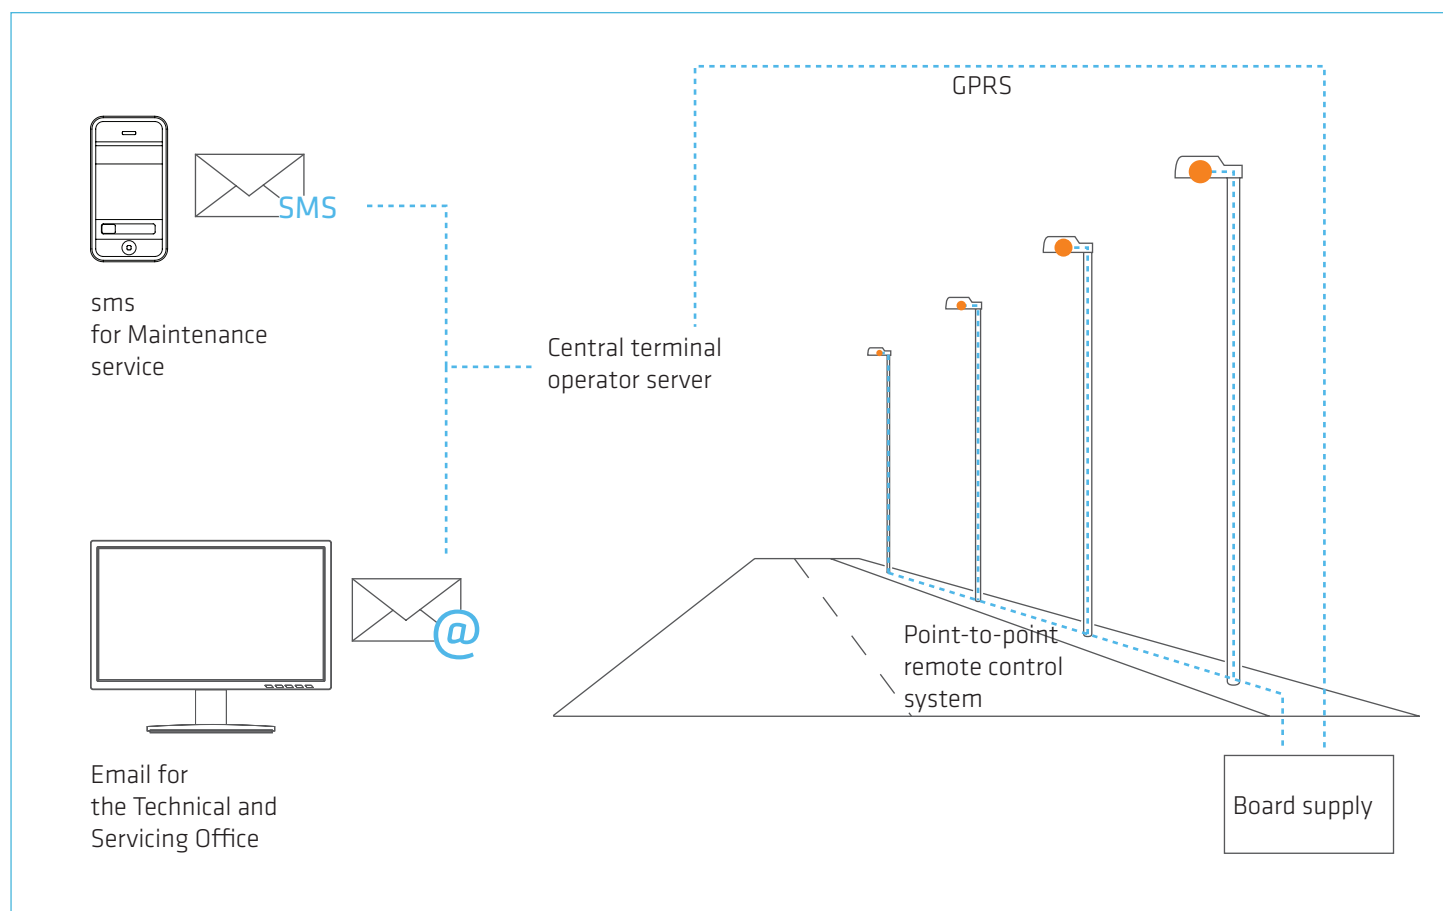 GPRS
SMS
sms
for Maintenance
service
Central terminal
operator server
@
Point-to-point
remote control
system
Email for
the Technical and
Servicing Office
Board supply